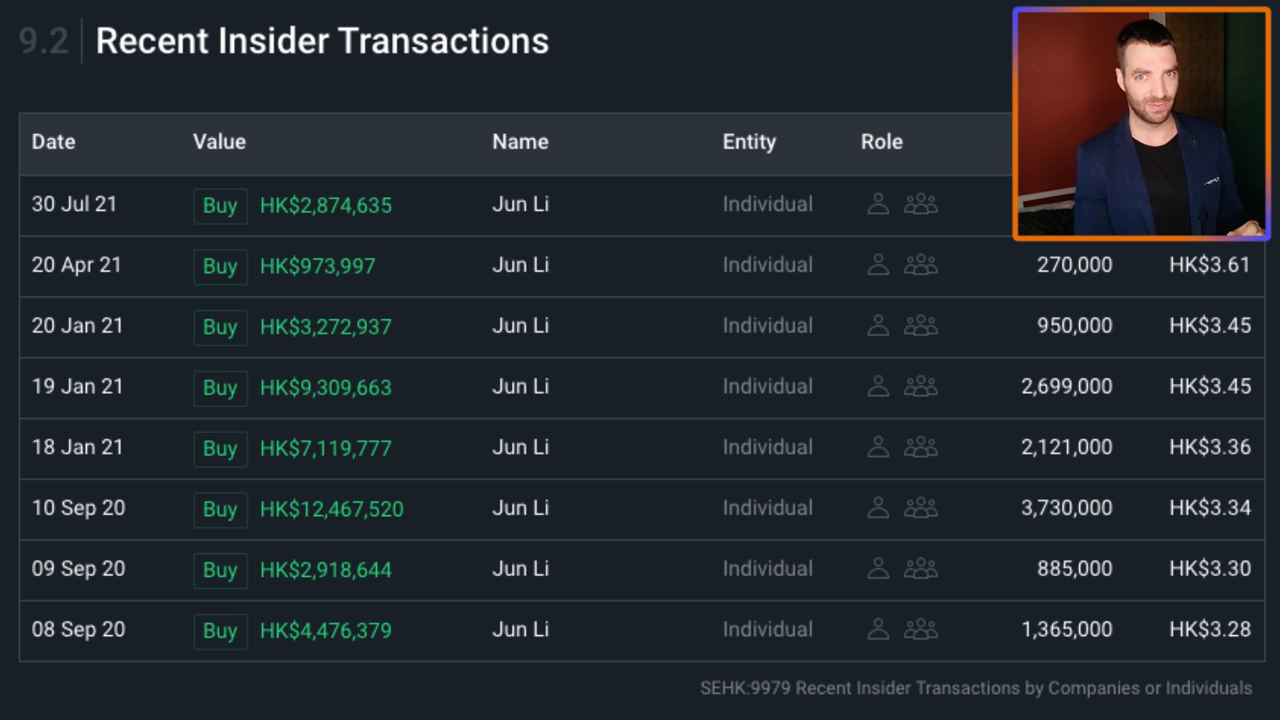 9.2 Recent Insider Transactions
Date Value Name Entity Role
30 Jul 21 Buy HK$2,874,635 Jun Li Individual
20 Apr 21 Buy HK$973,997 Jun Li Individual 270,000 HK$3.61
20 Jan 21 Buy HK$3,272,937 Jun Li Individual 950,000 HK$3.45
19 Jan 21 Buy HK$9,309,663 Jun Li Individual 2,699,000 HK$3.45
18 Jan 21 Buy HK$7,119,777 Jun Li Individual 2,121,000 HK$3.36
10 Sep 20 Buy HK$12,467,520 Jun Li Individual 3,730,000 HK$3.34
09 Sep 20 Buy HK$2,918,644 Jun Li Individual 885,000 HK$3.30
08 Sep 20 Buy HK$4,476,379 Jun Li Individual 1,365,000 HK$3.28
SEHK:9979 Recent Insider Transactions by Companies or Individuals